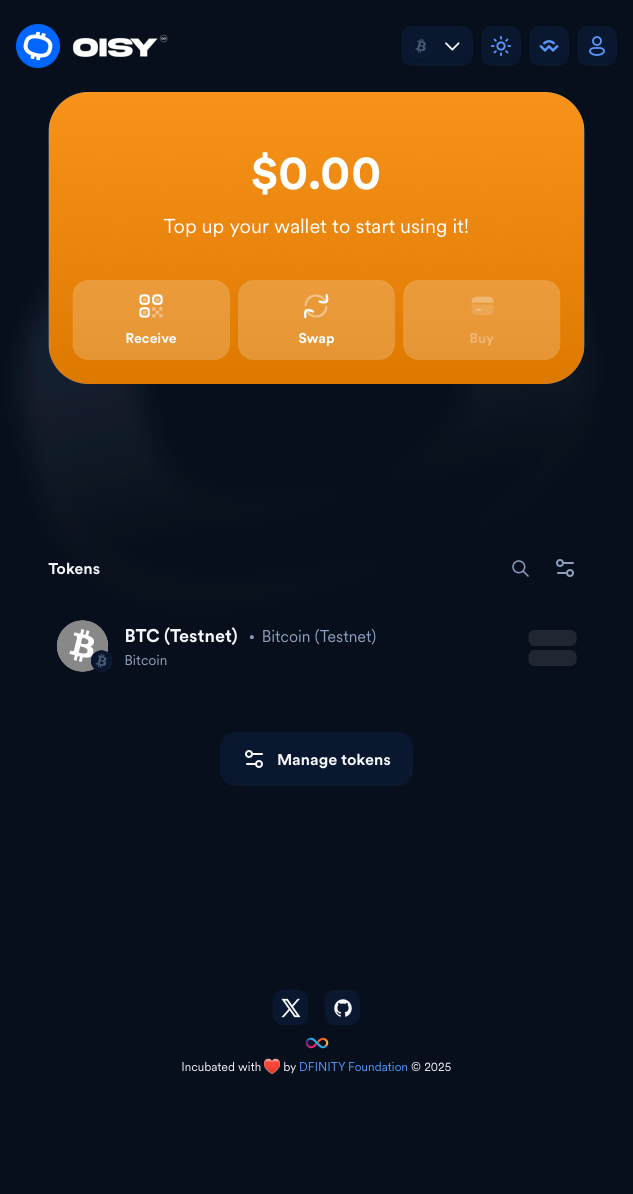 OISY
$0.00
Top up your wallet to start using it!
Receive
Swap
Buy
Tokens
BTC (Testnet) • Bitcoin (Testnet)
Bitcoin
Manage tokens
Incubated with ❤️ by DFINITY Foundation © 2025